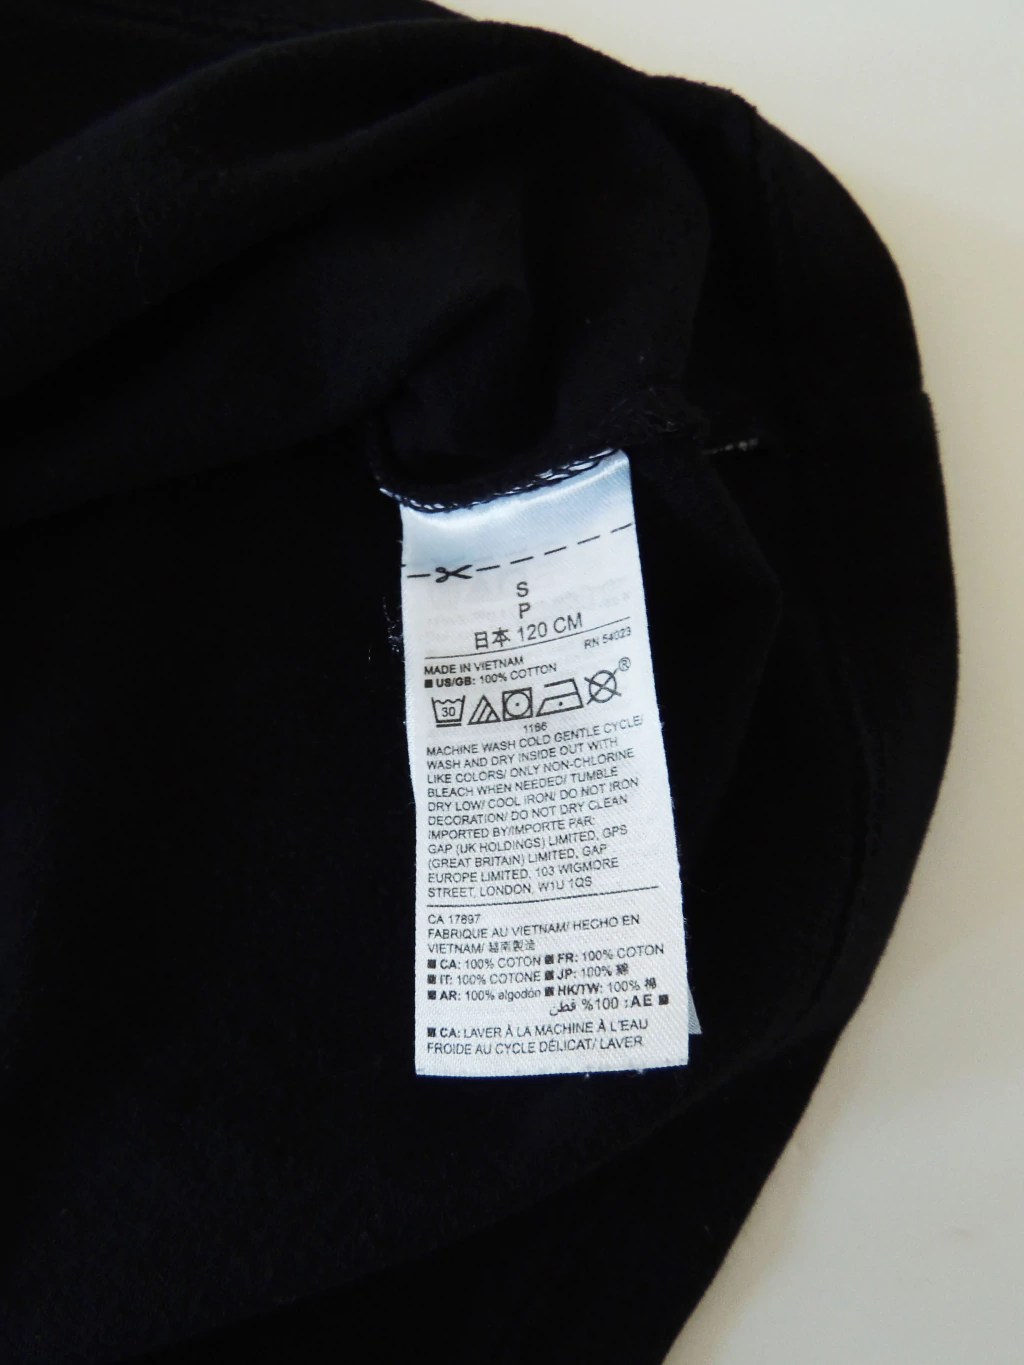 S
P
日本 120 CM
RN 54023
MADE IN VIETNAM
■ US/GB: 100% COTTON
30
®
1166
MACHINE WASH COLD GENTLE CYCLE/
WASH AND DRY INSIDE OUT WITH
LIKE COLORS/ ONLY NON-CHLORINE
BLEACH WHEN NEEDED/ TUMBLE
DRY LOW/ COOL IRON/ DO NOT IRON
DECORATION/ DO NOT DRY CLEAN
IMPORTED BY/IMPORTE PAR:
GAP (UK HOLDINGS) LIMITED, GPS
(GREAT BRITAIN) LIMITED, GAP
EUROPE LIMITED, 103 WIGMORE
STREET, LONDON, W1U 1QS
CA 17897
FABRIQUE AU VIETNAM/ HECHO EN
VIETNAM/ 越南製造
■ CA: 100% COTON ■ FR: 100% COTON
■ IT: 100% COTONE ■ JP: 100% 綿
■ AR: 100% algodón ■ HK/TW: 100% 棉
■ AE: 100% قطن
■ CA: LAVER À LA MACHINE À L'EAU
FROIDE AU CYCLE DÉLICAT/ LAVER